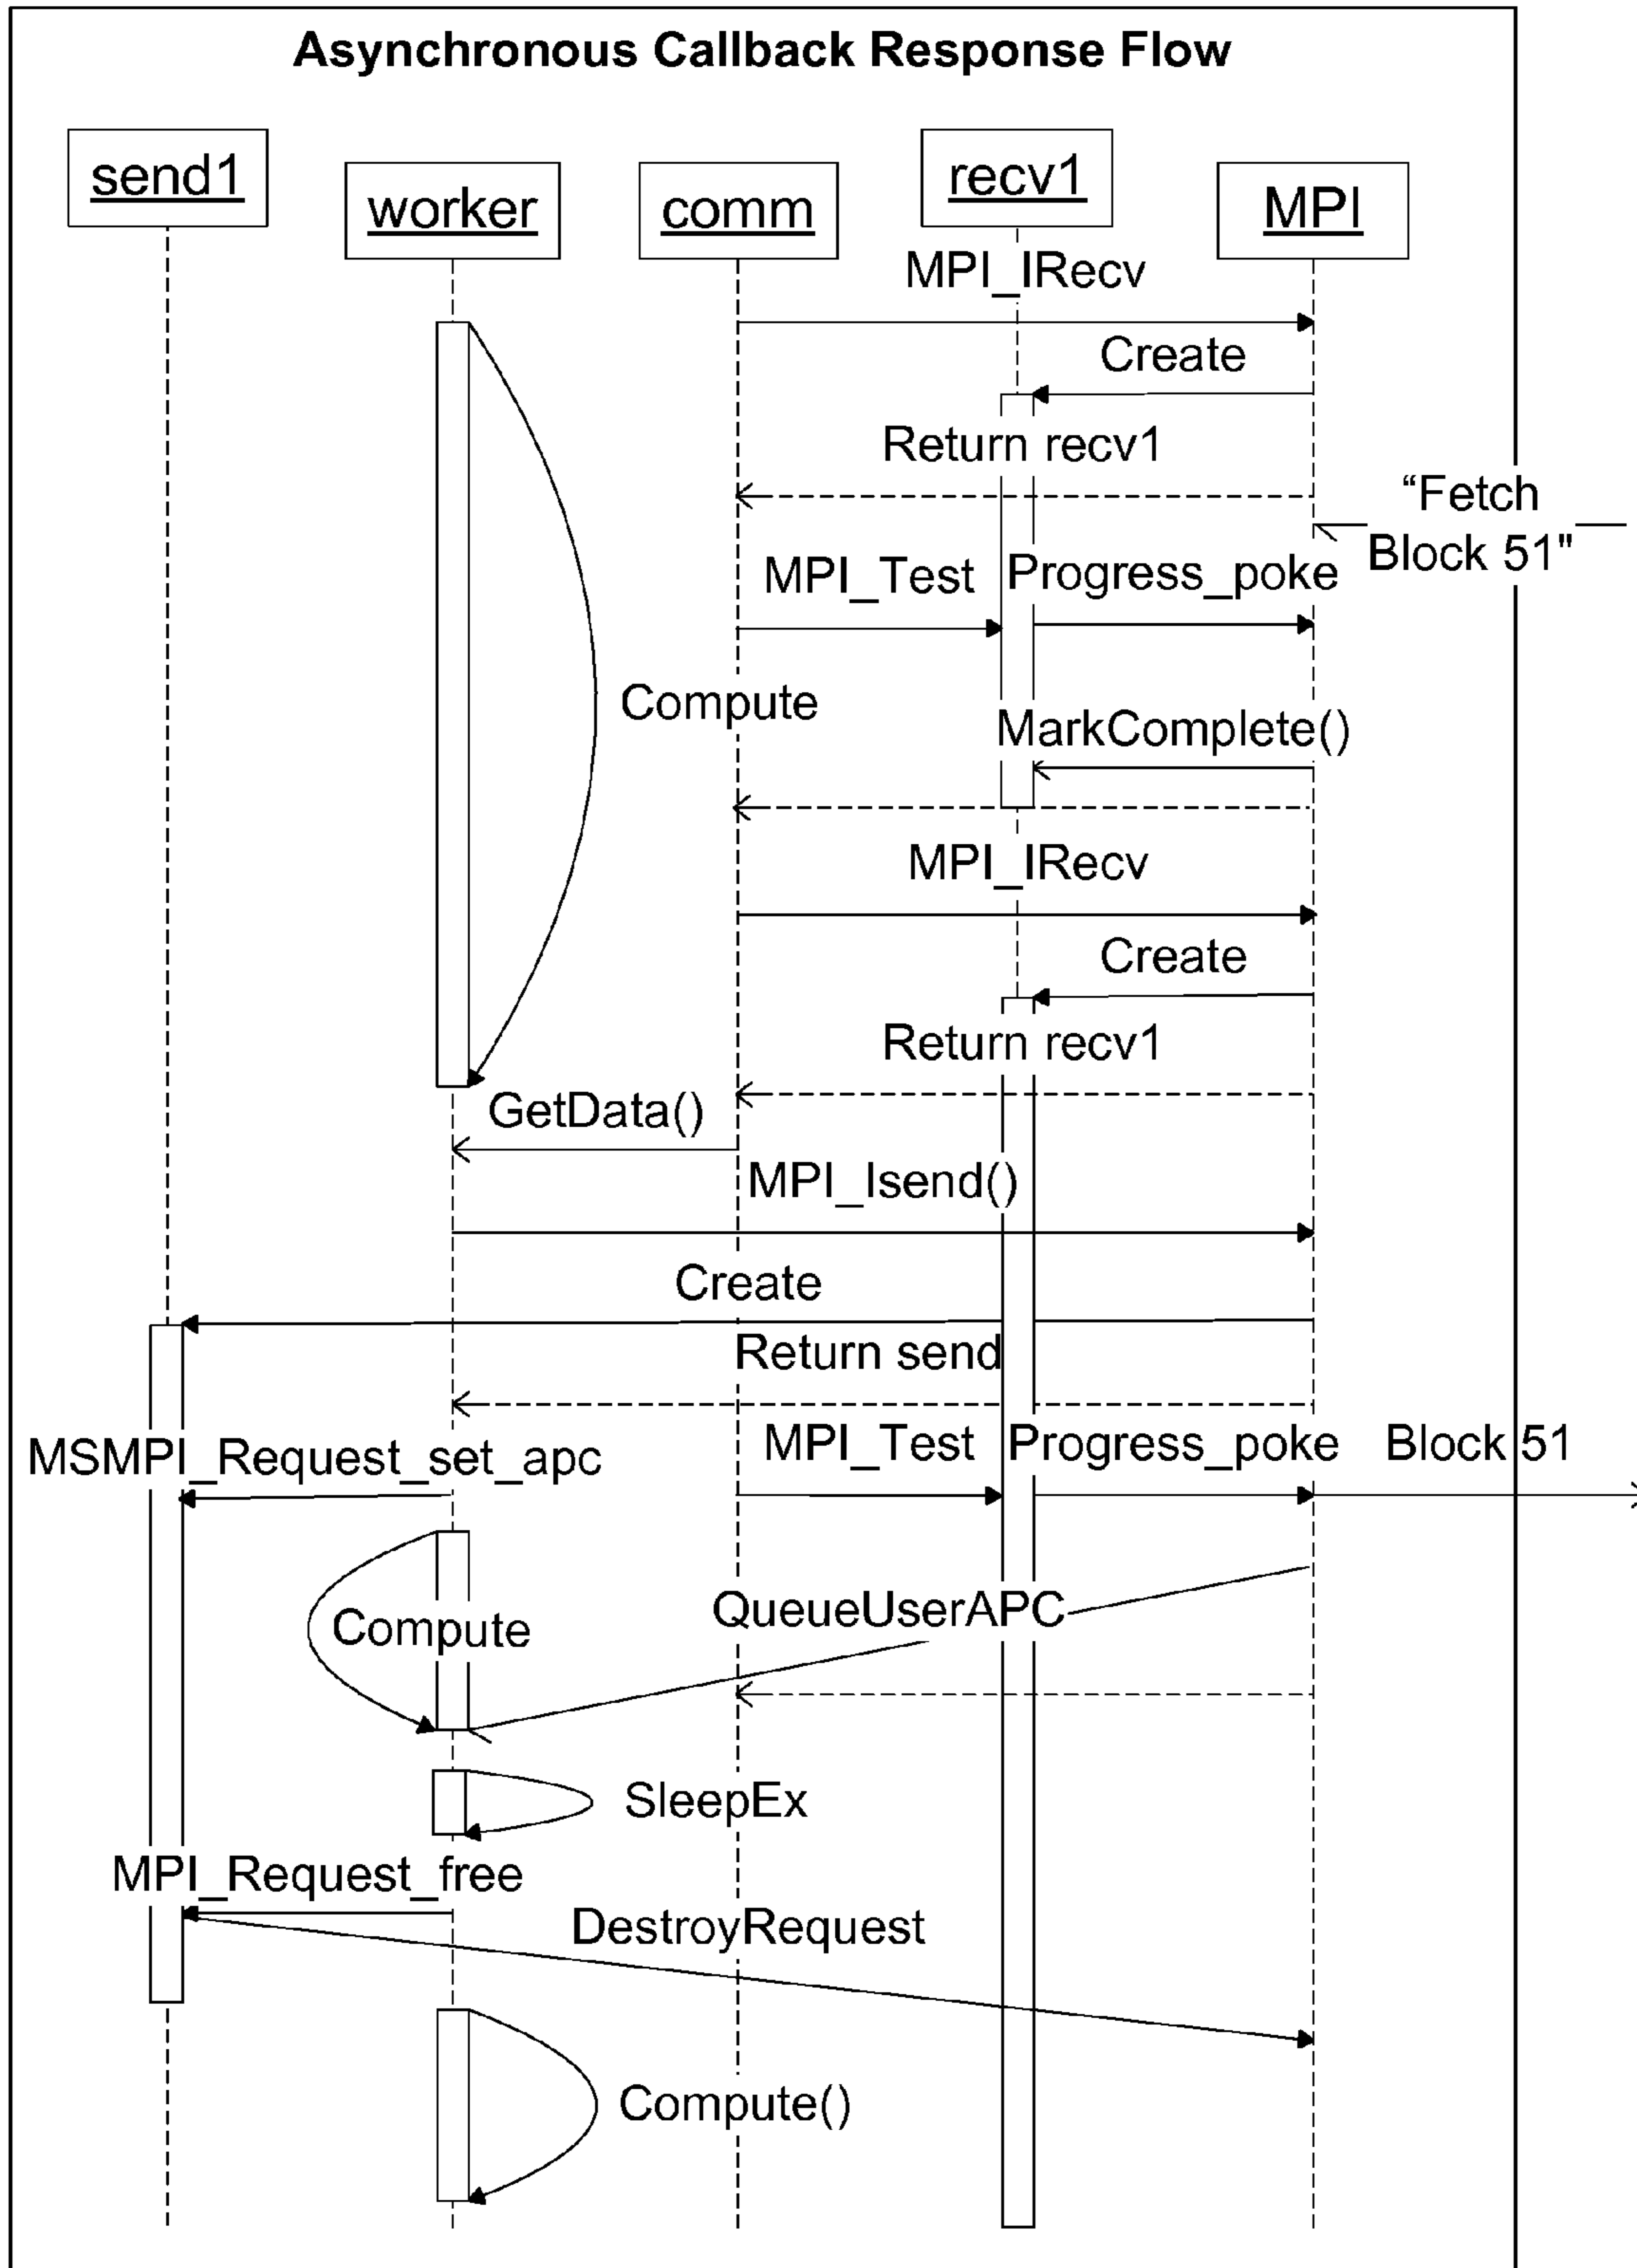 Asynchronous Callback Response Flow
send1
worker
comm
recv1
MPI
MPI_IRecv
Create
Return recv1
“Fetch
Block 51"
MPI_Test
Progress_poke
Compute
MarkComplete()
MPI_IRecv
Create
Return recv1
GetData()
MPI_Isend()
Create
Return send
MSMPI_Request_set_apc
MPI_Test
Progress_poke
Block 51
QueueUserAPC
Compute
SleepEx
MPI_Request_free
DestroyRequest
Compute()